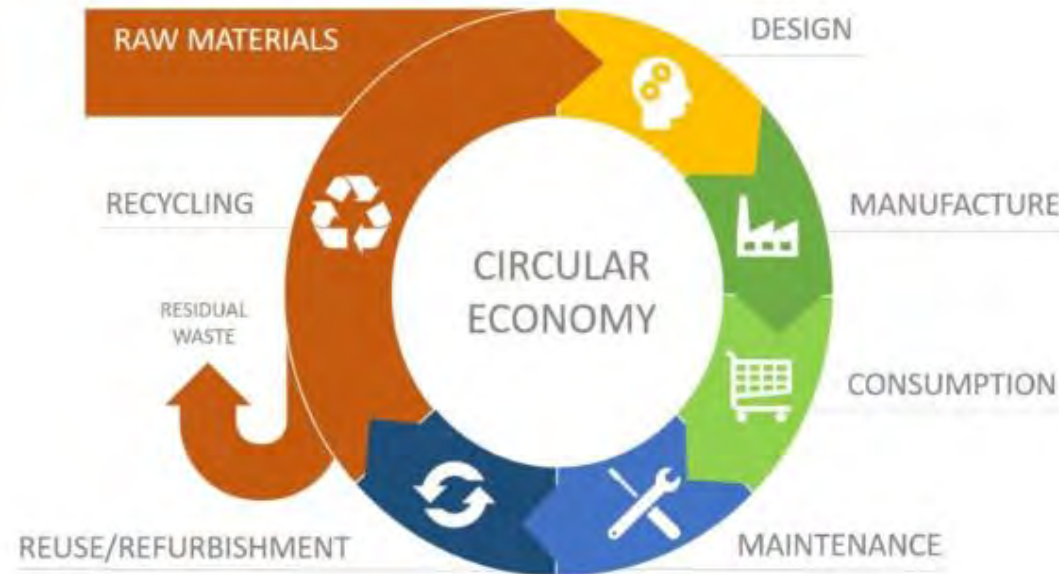 RAW MATERIALS
DESIGN
RECYCLING
MANUFACTURE
RESIDUAL
WASTE
CIRCULAR
ECONOMY
CONSUMPTION
REUSE/REFURBISHMENT
MAINTENANCE